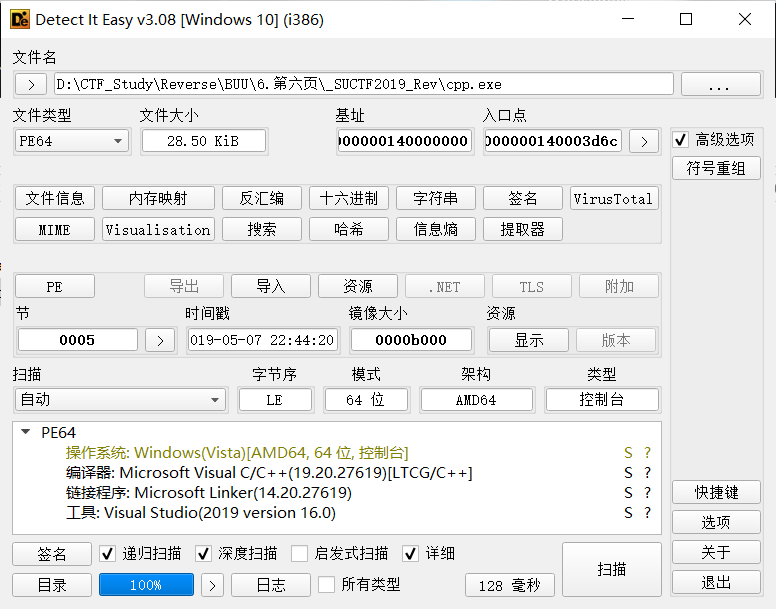 Detect It Easy v3.08 [Windows 10] (i386)
文件名
> D:\CTF_Study\Reverse\BUU\6.第六页\_SUCTF2019_Rev\cpp.exe ...
文件类型 文件大小 基址 入口点
PE64 28.50 KiB 000000140000000 000000140003d6c > 高级选项
符号重组
文件信息 内存映射 反汇编 十六进制 字符串 签名 VirusTotal
MIME Visualisation 搜索 哈希 信息熵 提取器
PE 导出 导入 资源 .NET TLS 附加
节 时间戳 镜像大小 资源
0005 > 019-05-07 22:44:20 0000b000 显示 版本
扫描 字节序 模式 架构 类型
自动 LE 64 位 AMD64 控制台
PE64
操作系统: Windows(Vista)[AMD64, 64 位, 控制台] S ?
编译器: Microsoft Visual C/C++(19.20.27619)[LTCG/C++] S ?
链接程序: Microsoft Linker(14.20.27619) S ?
工具: Visual Studio(2019 version 16.0) S ?
快捷键
选项
签名 递归扫描 深度扫描 启发式扫描 详细 扫描 关于
目录 100% > 日志 所有类型 128 毫秒 退出